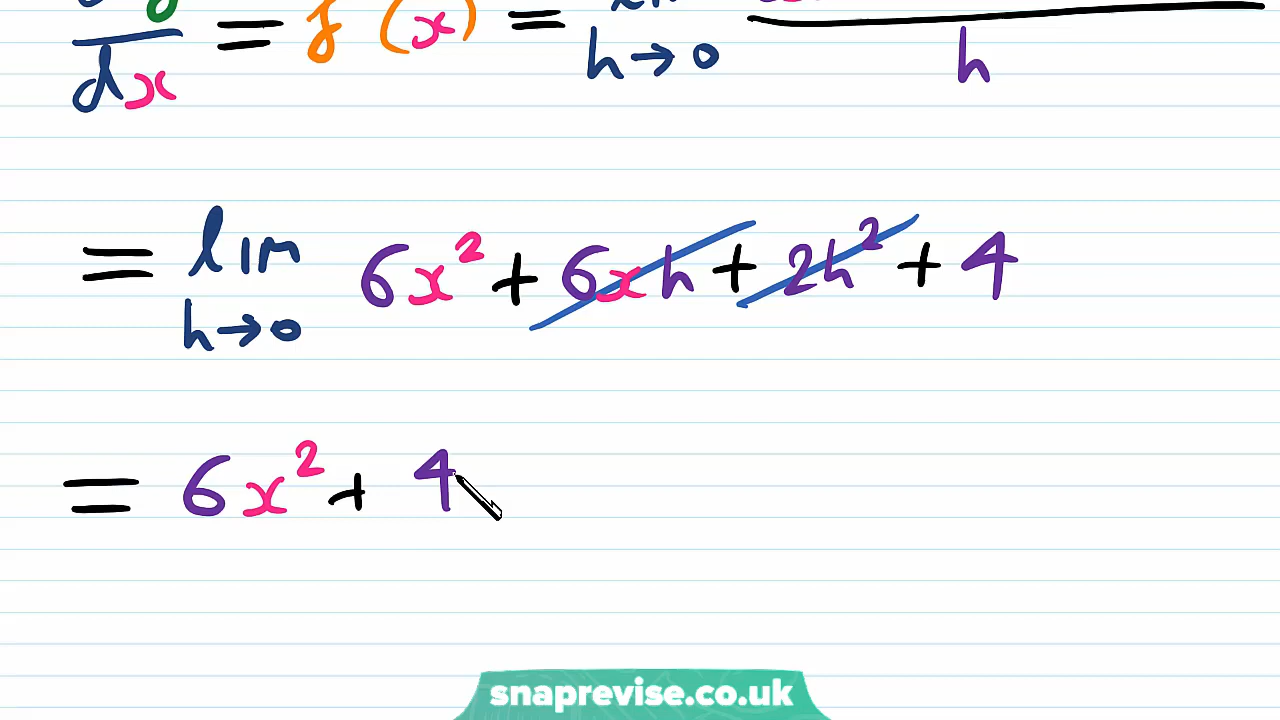 dy/dx = f'(x) = lim h→0 h
= lim h→0 6x² + 6xh + 2h² + 4
= 6x² + 4
snaprevise.co.uk